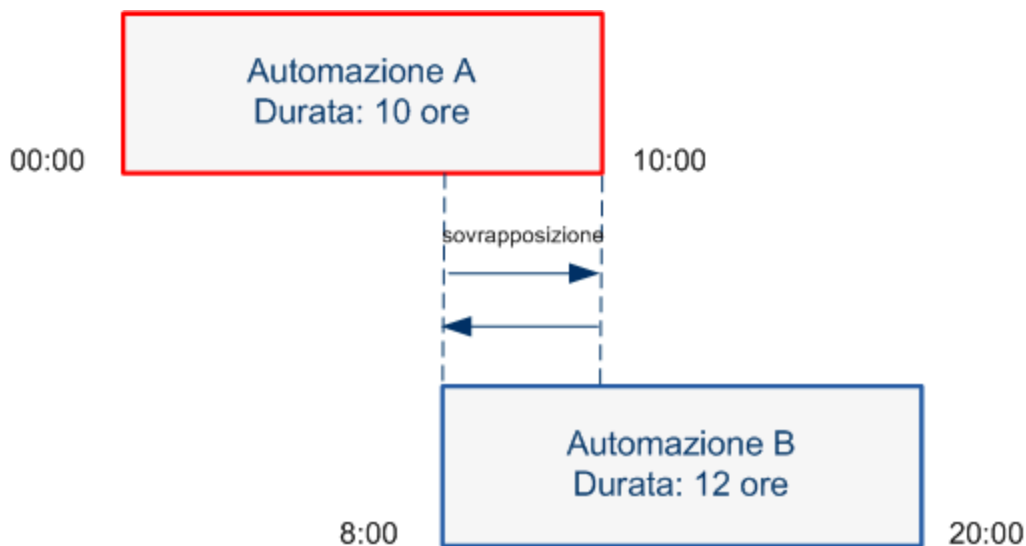 Automazione A
Durata: 10 ore
00:00
10:00
sovrapposizione
Automazione B
Durata: 12 ore
8:00
20:00